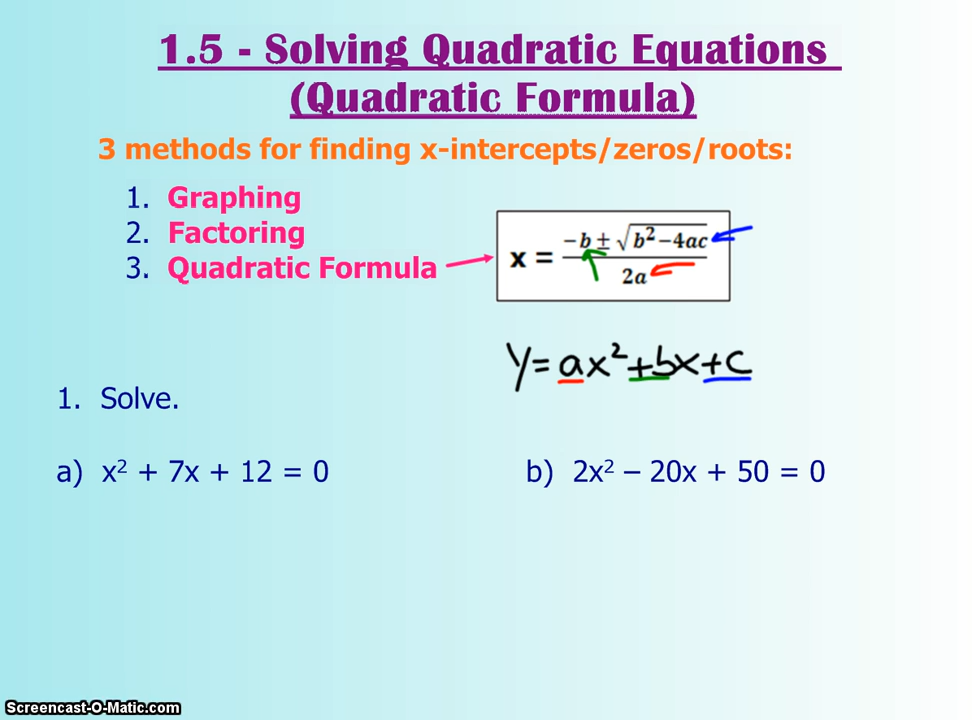 1.5 - Solving Quadratic Equations
(Quadratic Formula)
3 methods for finding x-intercepts/zeros/roots:
1. Graphing
2. Factoring
3. Quadratic Formula
x = −b ± √b² − 4ac / 2a
y = ax² + bx + c
1. Solve.
a) x² + 7x + 12 = 0
b) 2x² – 20x + 50 = 0
Screencast-O-Matic.com